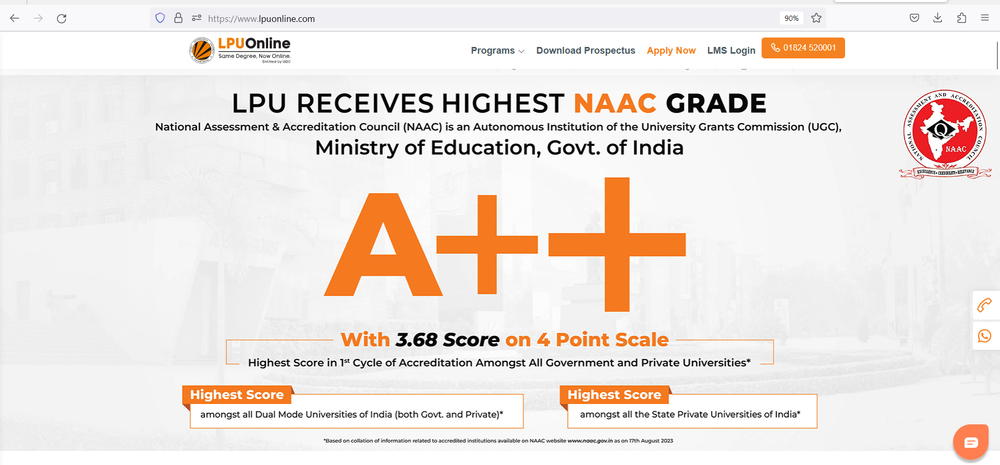 https://www.lpuonline.com
90%
LPUOnline
Same Degree, Now Online.
Entitled by UGC
Programs
Download Prospectus
Apply Now
LMS Login
01824 520001
LPU RECEIVES HIGHEST NAAC GRADE
National Assessment & Accreditation Council (NAAC) is an Autonomous Institution of the University Grants Commission (UGC),
Ministry of Education, Govt. of India
NATIONAL ASSESSMENT AND ACCREDITATION COUNCIL
Q
NAAC
EXCELLENCE • CREDIBILITY • RELEVANCE
A++
With 3.68 Score on 4 Point Scale
Highest Score in 1st Cycle of Accreditation Amongst All Government and Private Universities*
Highest Score
amongst all Dual Mode Universities of India (both Govt. and Private)*
Highest Score
amongst all the State Private Universities of India*
*Based on collation of information related to accredited institutions available on NAAC website www.naac.gov.in as on 17th August 2023